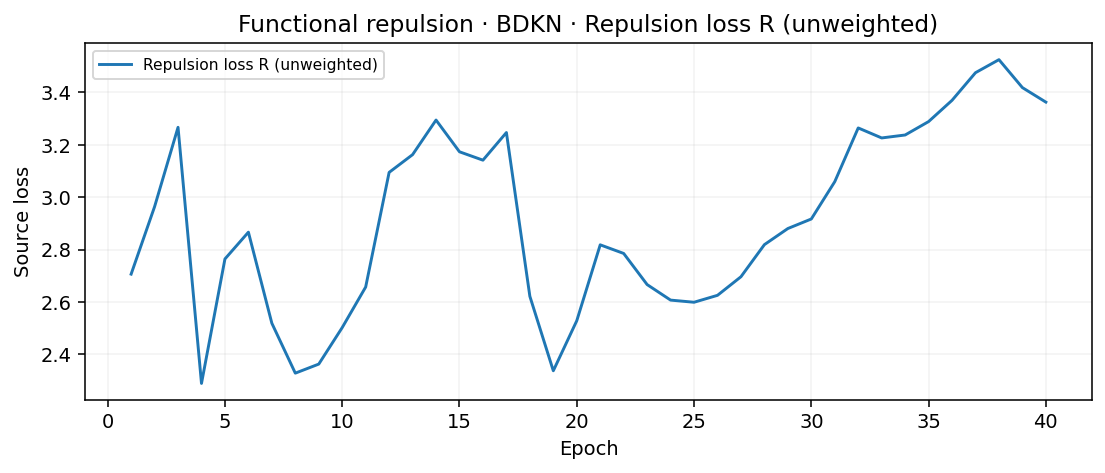 Functional repulsion · BDKN · Repulsion loss R (unweighted)
Repulsion loss R (unweighted)
Source loss
3.4
3.2
3.0
2.8
2.6
2.4
0 5 10 15 20 25 30 35 40
Epoch